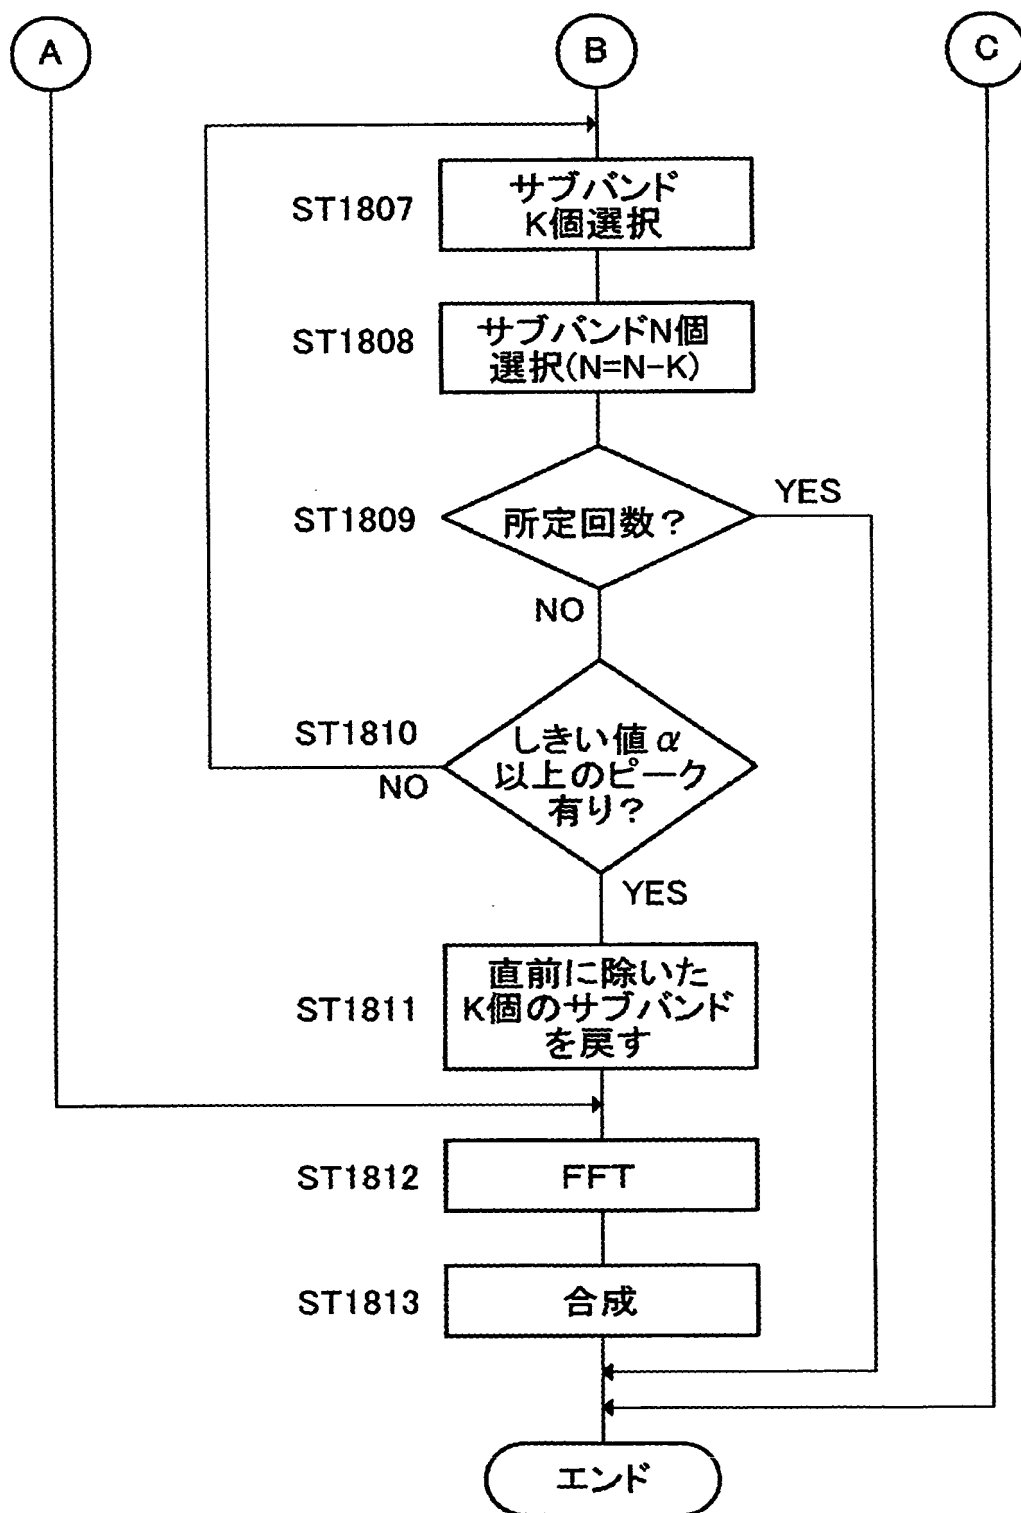 A
B
C
ST1807
サブバンド
K個選択
ST1808
サブバンドN個
選択(N=N-K)
ST1809
所定回数?
YES
NO
ST1810
しきい値α
以上のピーク
有り?
NO
YES
ST1811
直前に除いた
K個のサブバンド
を戻す
ST1812
FFT
ST1813
合成
エンド